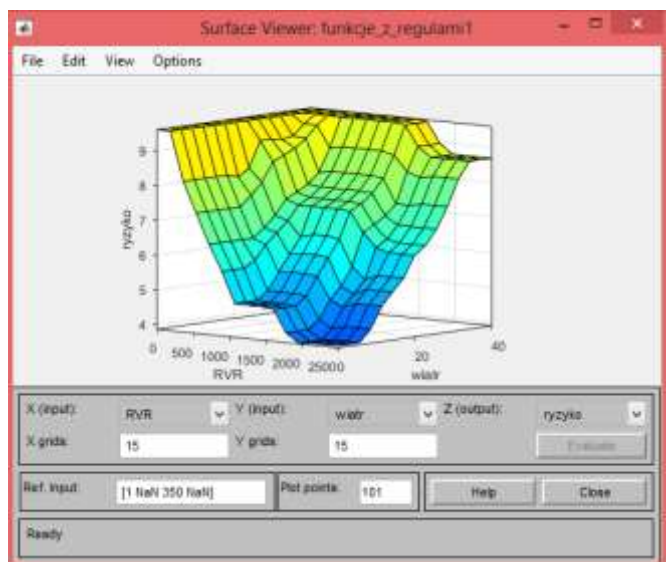 Surface Viewer: funkcje_z_regulami1
File Edit View Options
9
8
7
6
5
4
ryzyko
0 500 1000 1500 2000 25000
RVR
20 40
wiatr
X (input): RVR Y (input): wiatr Z (output): ryzyko
X grids: 15 Y grids: 15 Evaluate
Ref. Input: [1 NaN 350 NaN] Plot points: 101 Help Close
Ready